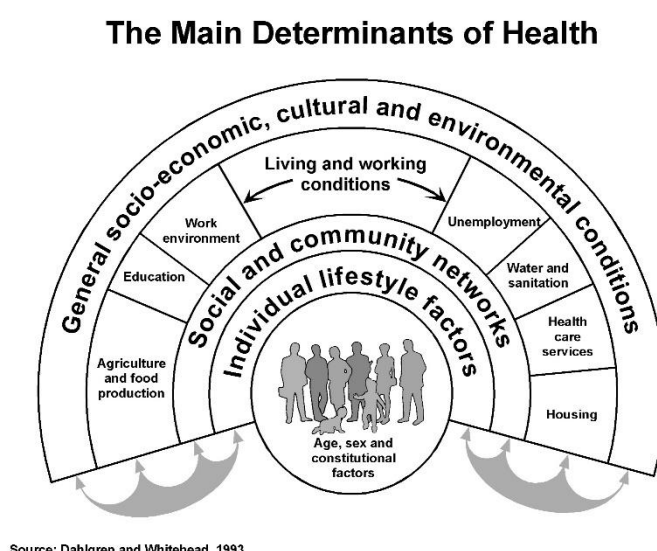 The Main Determinants of Health
General socio-economic, cultural and environmental conditions
Living and working
conditions
Work
environment
Unemployment
Education
Water and
sanitation
Agriculture
and food
production
Health
care
services
Housing
Social and community networks
Individual lifestyle factors
Age, sex and
constitutional
factors
Source: Dahlgren and Whitehead, 1993